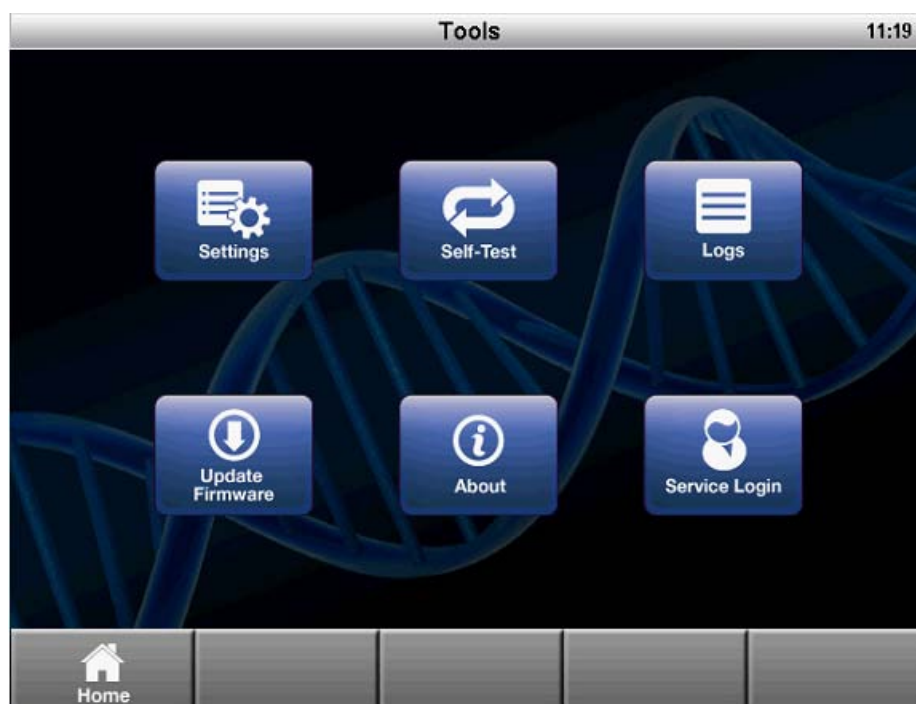 Tools
11:19
Settings
Self-Test
Logs
Update
Firmware
About
Service Login
Home